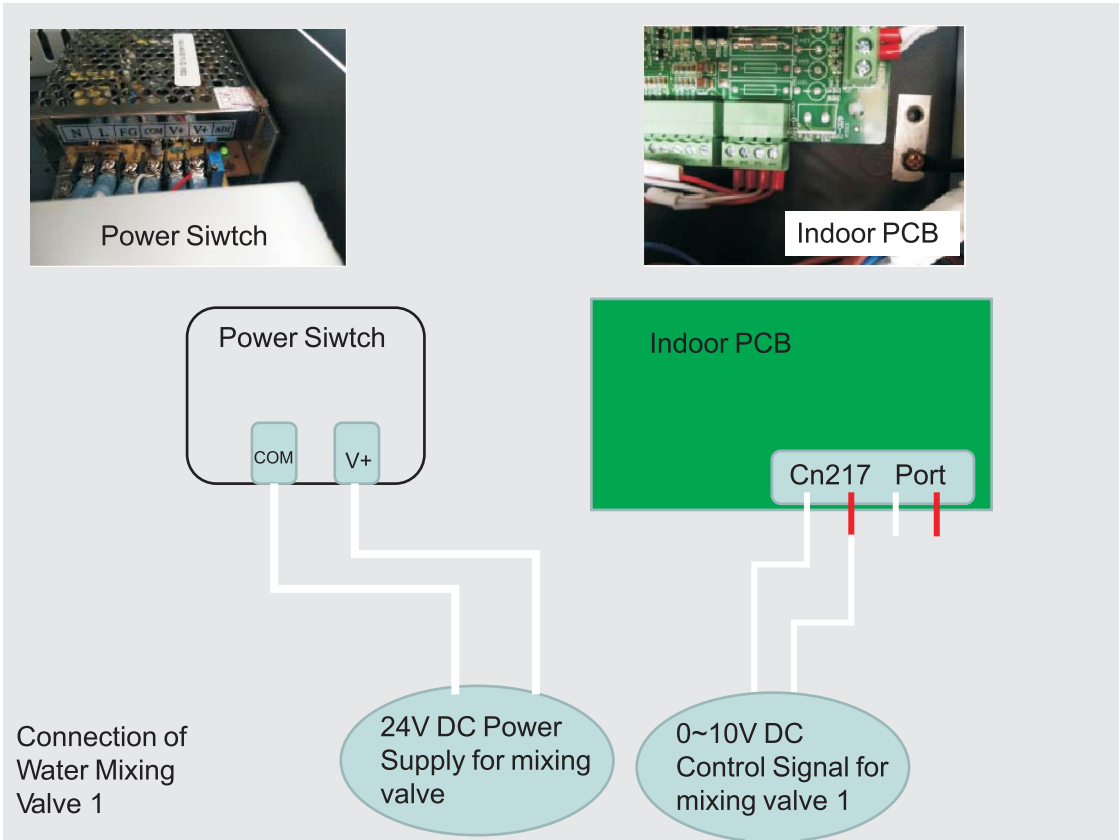 N L FG COM V+ V+ ADJ
Power Siwtch
Indoor PCB
Power Siwtch
COM
V+
Indoor PCB
Cn217 Port
24V DC Power
Supply for mixing
valve
0~10V DC
Control Signal for
mixing valve 1
Connection of
Water Mixing
Valve 1